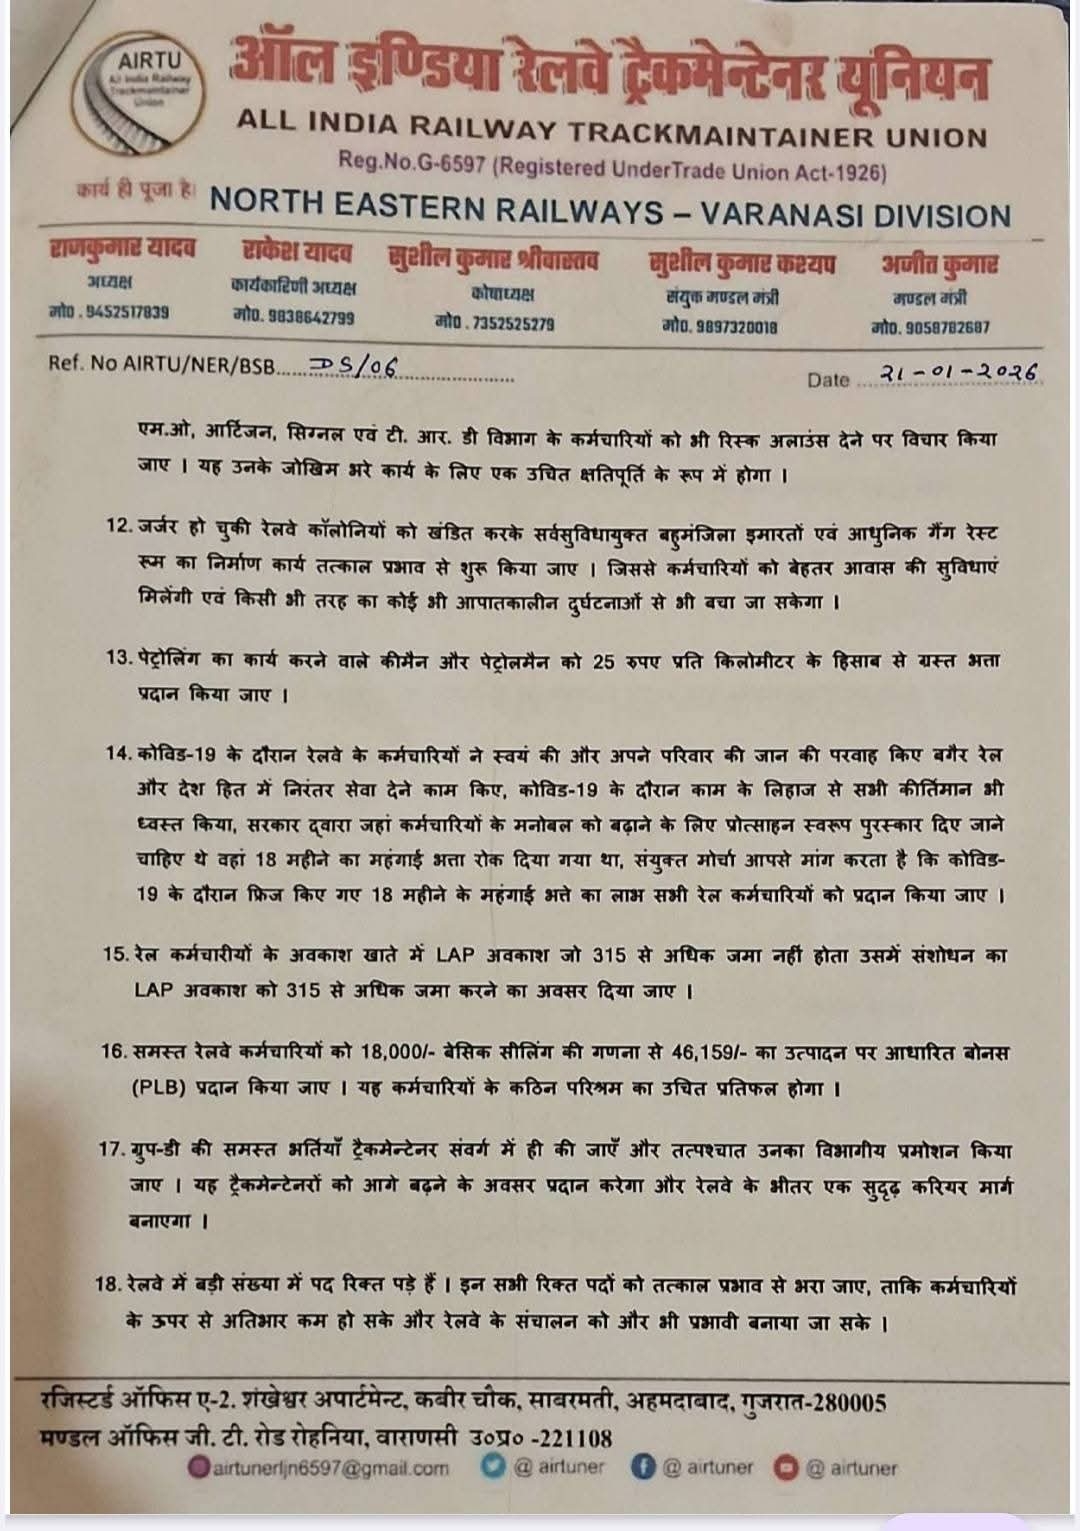 AIRTU
All India Railway
Trackmaintainer
Union
कार्य ही पूजा है।
ऑल इण्डिया रेलवे ट्रैकमेन्टेनर यूनियन
ALL INDIA RAILWAY TRACKMAINTAINER UNION
Reg.No.G-6597 (Registered UnderTrade Union Act-1926)
NORTH EASTERN RAILWAYS – VARANASI DIVISION
राजकुमार यादव
अध्यक्ष
मो० . 9452517839
राकेश यादव
कार्यकारिणी अध्यक्ष
मो०. 9838642799
सुशील कुमार श्रीवास्तव
कोषाध्यक्ष
मो० . 7352525279
सुशील कुमार कश्यप
संयुक मण्डल मंत्री
मो०. 9897320018
अजीत कुमार
मण्डल मंत्री
मो०. 9058782687
Ref. No AIRTU/NER/BSB......DS/06........................
Date ....21-01-2026
एम.ओ, आर्टिजन, सिग्नल एवं टी. आर. डी विभाग के कर्मचारियों को भी रिस्क अलाउंस देने पर विचार किया
जाए । यह उनके जोखिम भरे कार्य के लिए एक उचित क्षतिपूर्ति के रूप में होगा ।
12. जर्जर हो चुकी रेलवे कॉलोनियों को खंडित करके सर्वसुविधायुक्त बहुमंजिला इमारतों एवं आधुनिक गैंग रेस्ट
रूम का निर्माण कार्य तत्काल प्रभाव से शुरू किया जाए । जिससे कर्मचारियों को बेहतर आवास की सुविधाएं
मिलेंगी एवं किसी भी तरह का कोई भी आपातकालीन दुर्घटनाओं से भी बचा जा सकेगा ।
13. पेट्रोलिंग का कार्य करने वाले कीमैन और पेट्रोलमैन को 25 रुपए प्रति किलोमीटर के हिसाब से ग्रस्त भत्ता
प्रदान किया जाए ।
14. कोविड-19 के दौरान रेलवे के कर्मचारियों ने स्वयं की और अपने परिवार की जान की परवाह किए बगैर रेल
और देश हित में निरंतर सेवा देने काम किए, कोविड-19 के दौरान काम के लिहाज से सभी कीर्तिमान भी
ध्वस्त किया, सरकार द्वारा जहां कर्मचारियों के मनोबल को बढ़ाने के लिए प्रोत्साहन स्वरूप पुरस्कार दिए जाने
चाहिए थे वहां 18 महीने का महंगाई भत्ता रोक दिया गया था, संयुक्त मोर्चा आपसे मांग करता है कि कोविड-
19 के दौरान फ्रिज किए गए 18 महीने के महंगाई भत्ते का लाभ सभी रेल कर्मचारियों को प्रदान किया जाए ।
15. रेल कर्मचारीयों के अवकाश खाते में LAP अवकाश जो 315 से अधिक जमा नहीं होता उसमें संशोधन का
LAP अवकाश को 315 से अधिक जमा करने का अवसर दिया जाए ।
16. समस्त रेलवे कर्मचारियों को 18,000/- बेसिक सीलिंग की गणना से 46,159/- का उत्पादन पर आधारित बोनस
(PLB) प्रदान किया जाए । यह कर्मचारियों के कठिन परिश्रम का उचित प्रतिफल होगा ।
17. ग्रुप-डी की समस्त भर्तियाँ ट्रैकमेन्टेनर संवर्ग में ही की जाएँ और तत्पश्चात उनका विभागीय प्रमोशन किया
जाए । यह ट्रैकमेन्टेनरों को आगे बढ़ने के अवसर प्रदान करेगा और रेलवे के भीतर एक सुदृढ़ करियर मार्ग
बनाएगा ।
18. रेलवे में बड़ी संख्या में पद रिक्त पड़े हैं । इन सभी रिक्त पदों को तत्काल प्रभाव से भरा जाए, ताकि कर्मचारियों
के ऊपर से अतिभार कम हो सके और रेलवे के संचालन को और भी प्रभावी बनाया जा सके ।
रजिस्टर्ड ऑफिस ए-2. शंखेश्वर अपार्टमेन्ट, कबीर चौक, साबरमती, अहमदाबाद, गुजरात-280005
मण्डल ऑफिस जी. टी. रोड रोहनिया, वाराणसी उ०प्र० -221108
airtunerljn6597@gmail.com @ airtuner @ airtuner @ airtuner